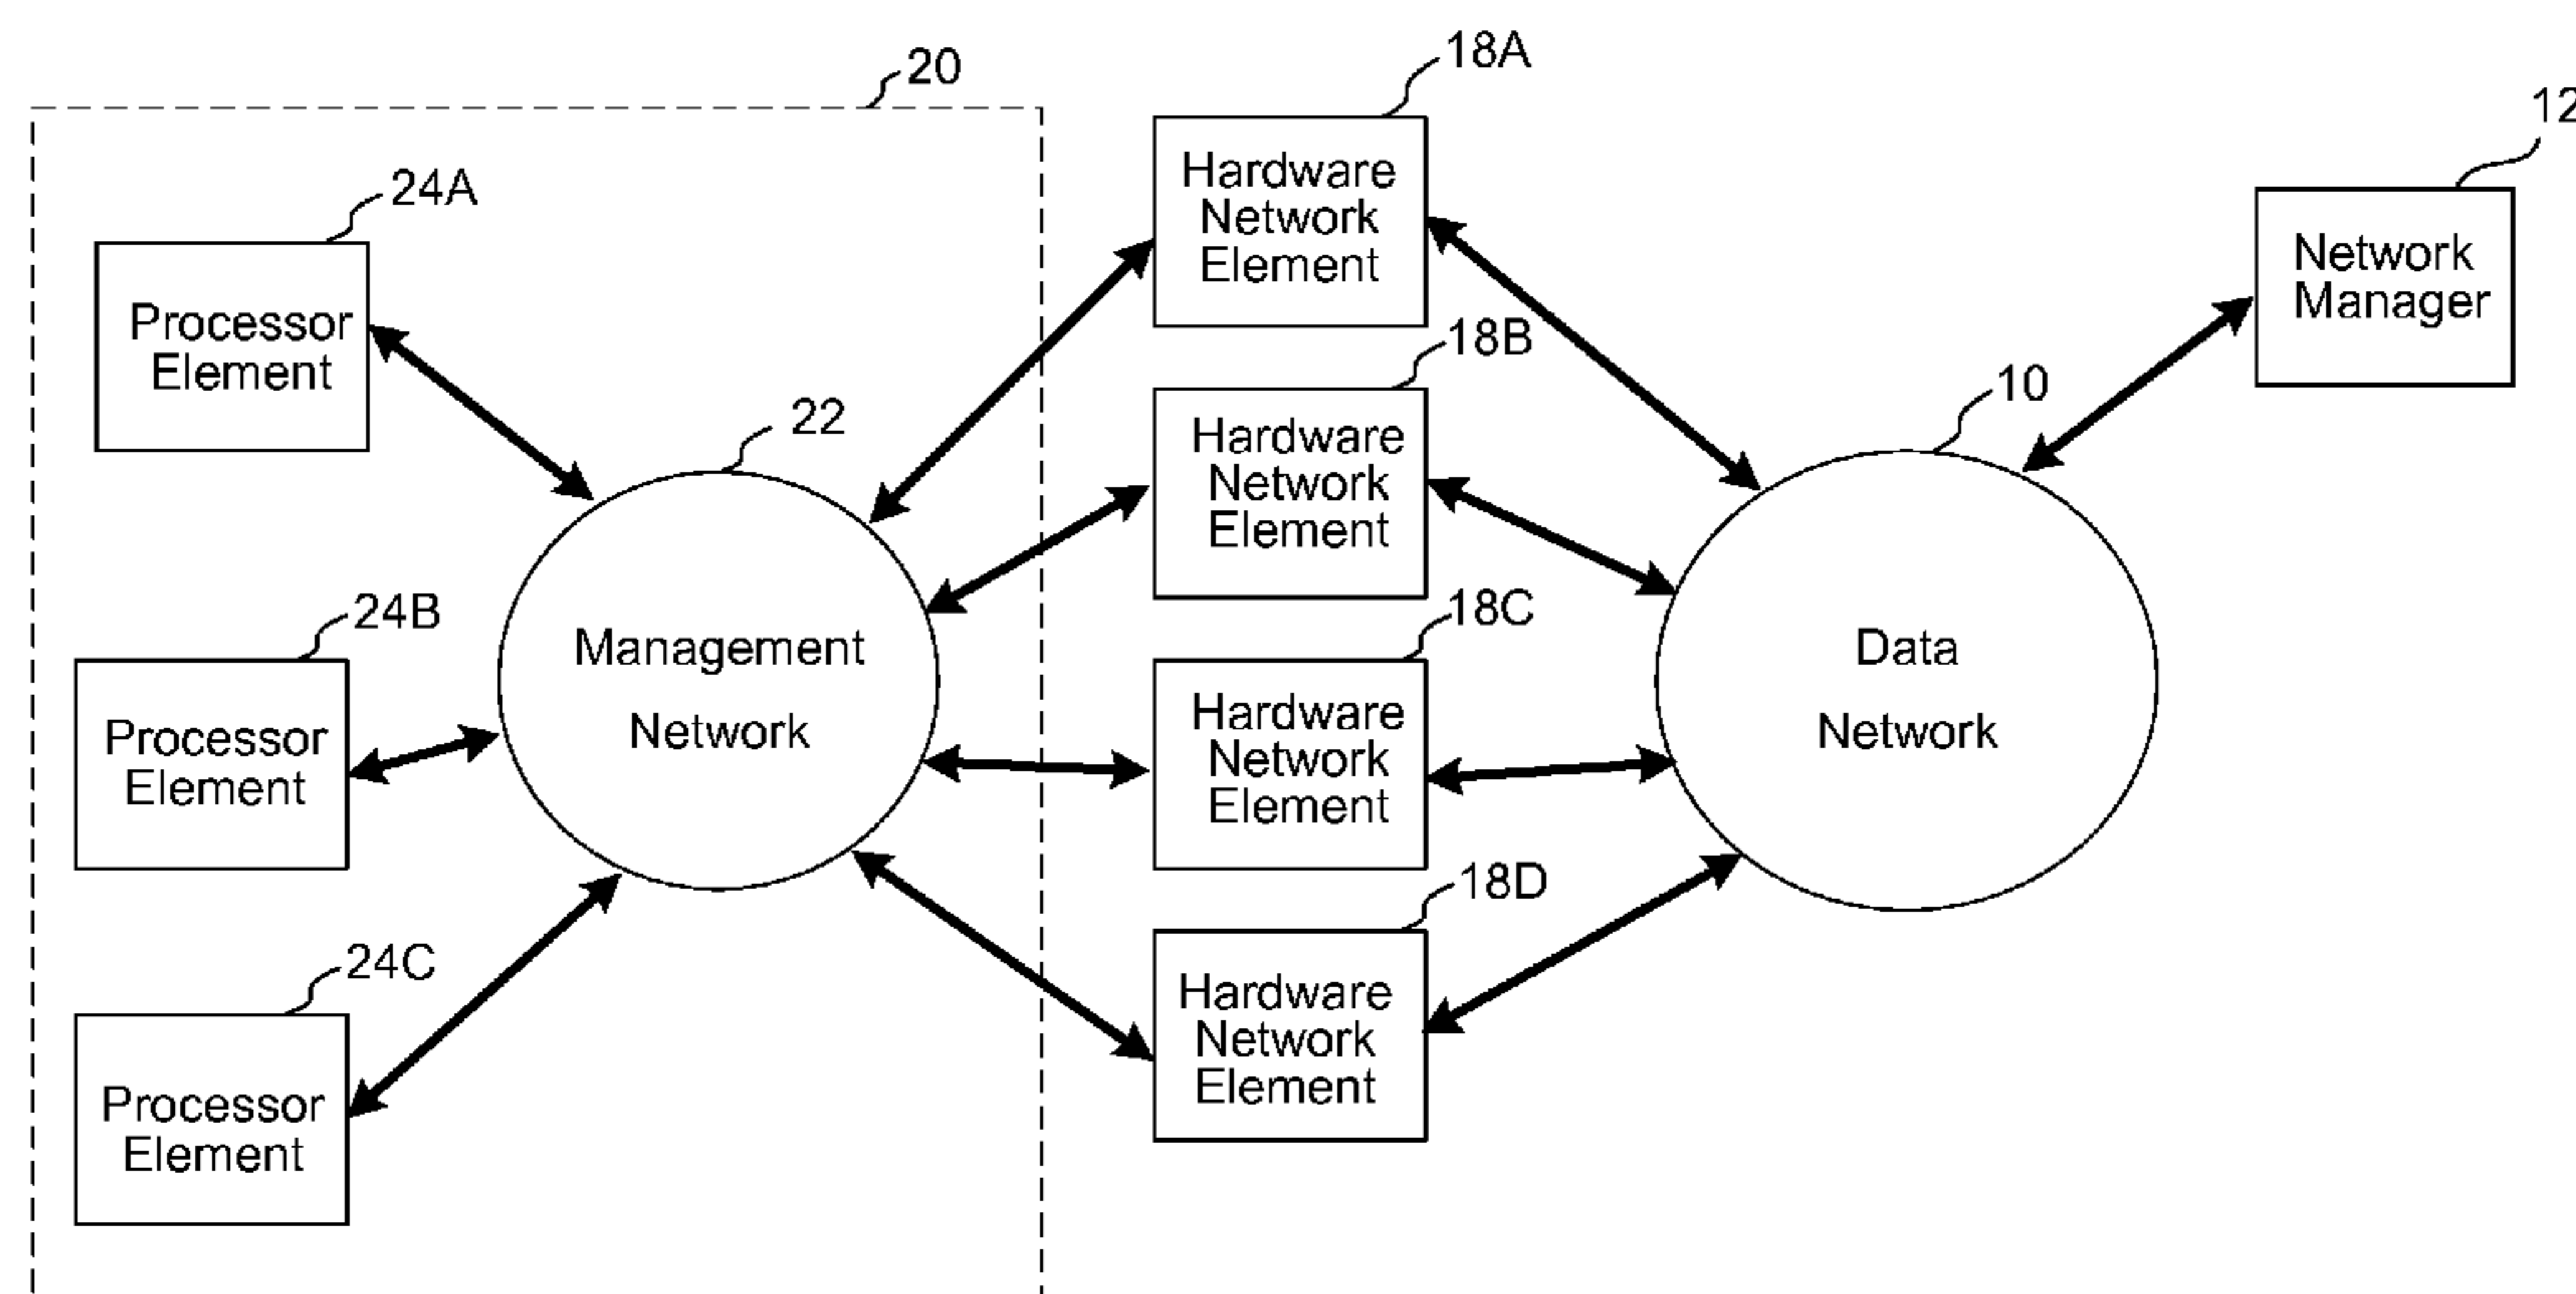 20
18A
12
24A
Hardware
Network
Element
Network
Manager
Processor
Element
18B
10
22
Hardware
Network
Element
24B
18C
Management
Network
Data
Network
Processor
Element
Hardware
Network
Element
18D
24C
Hardware
Network
Element
Processor
Element